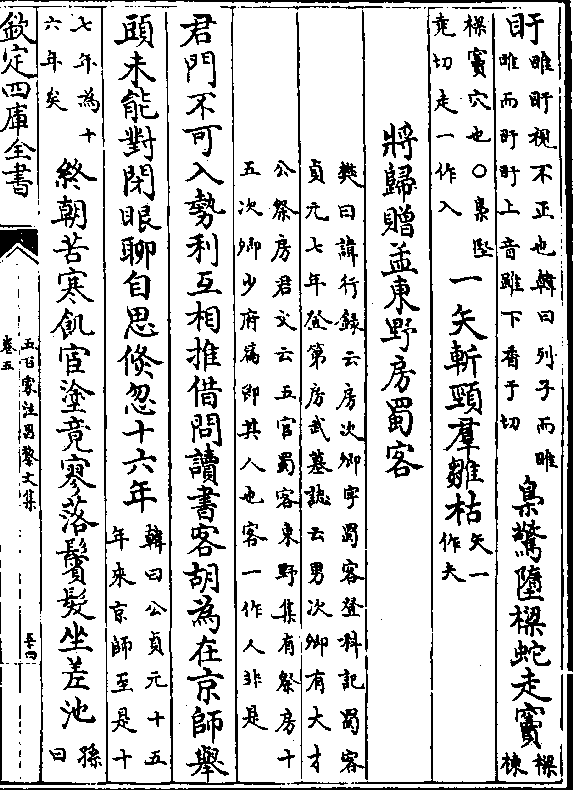 盱睢盱視不正也韓曰列子而睢
睢而盱盱上音雖下香于切
梟驚墮樑蛇走竇樑
棟
樑竇穴也○梟堅
堯切走一作入
一矢斬頸羣雛枯矢一
作夫
將歸贈孟東野房蜀客
樊曰諱行録云房次卿字蜀客登科記蜀客
貞元七年登第房武墓誌云男次卿有大才
公祭房君文云五官蜀客東野集有祭房十
五次卿少府篇即其人也客一作人非是
君門不可入勢利互相推借問讀書客胡為在京師舉
頭未能對閉眼聊自思倐忽十六年韓曰公貞元十五
年來京師至是十
七年為十
六年矣
終朝苦寒飢宦塗竟寥落鬢髮坐差池孫
曰
欽定四庫全書
五百家注昌黎文集
卷五